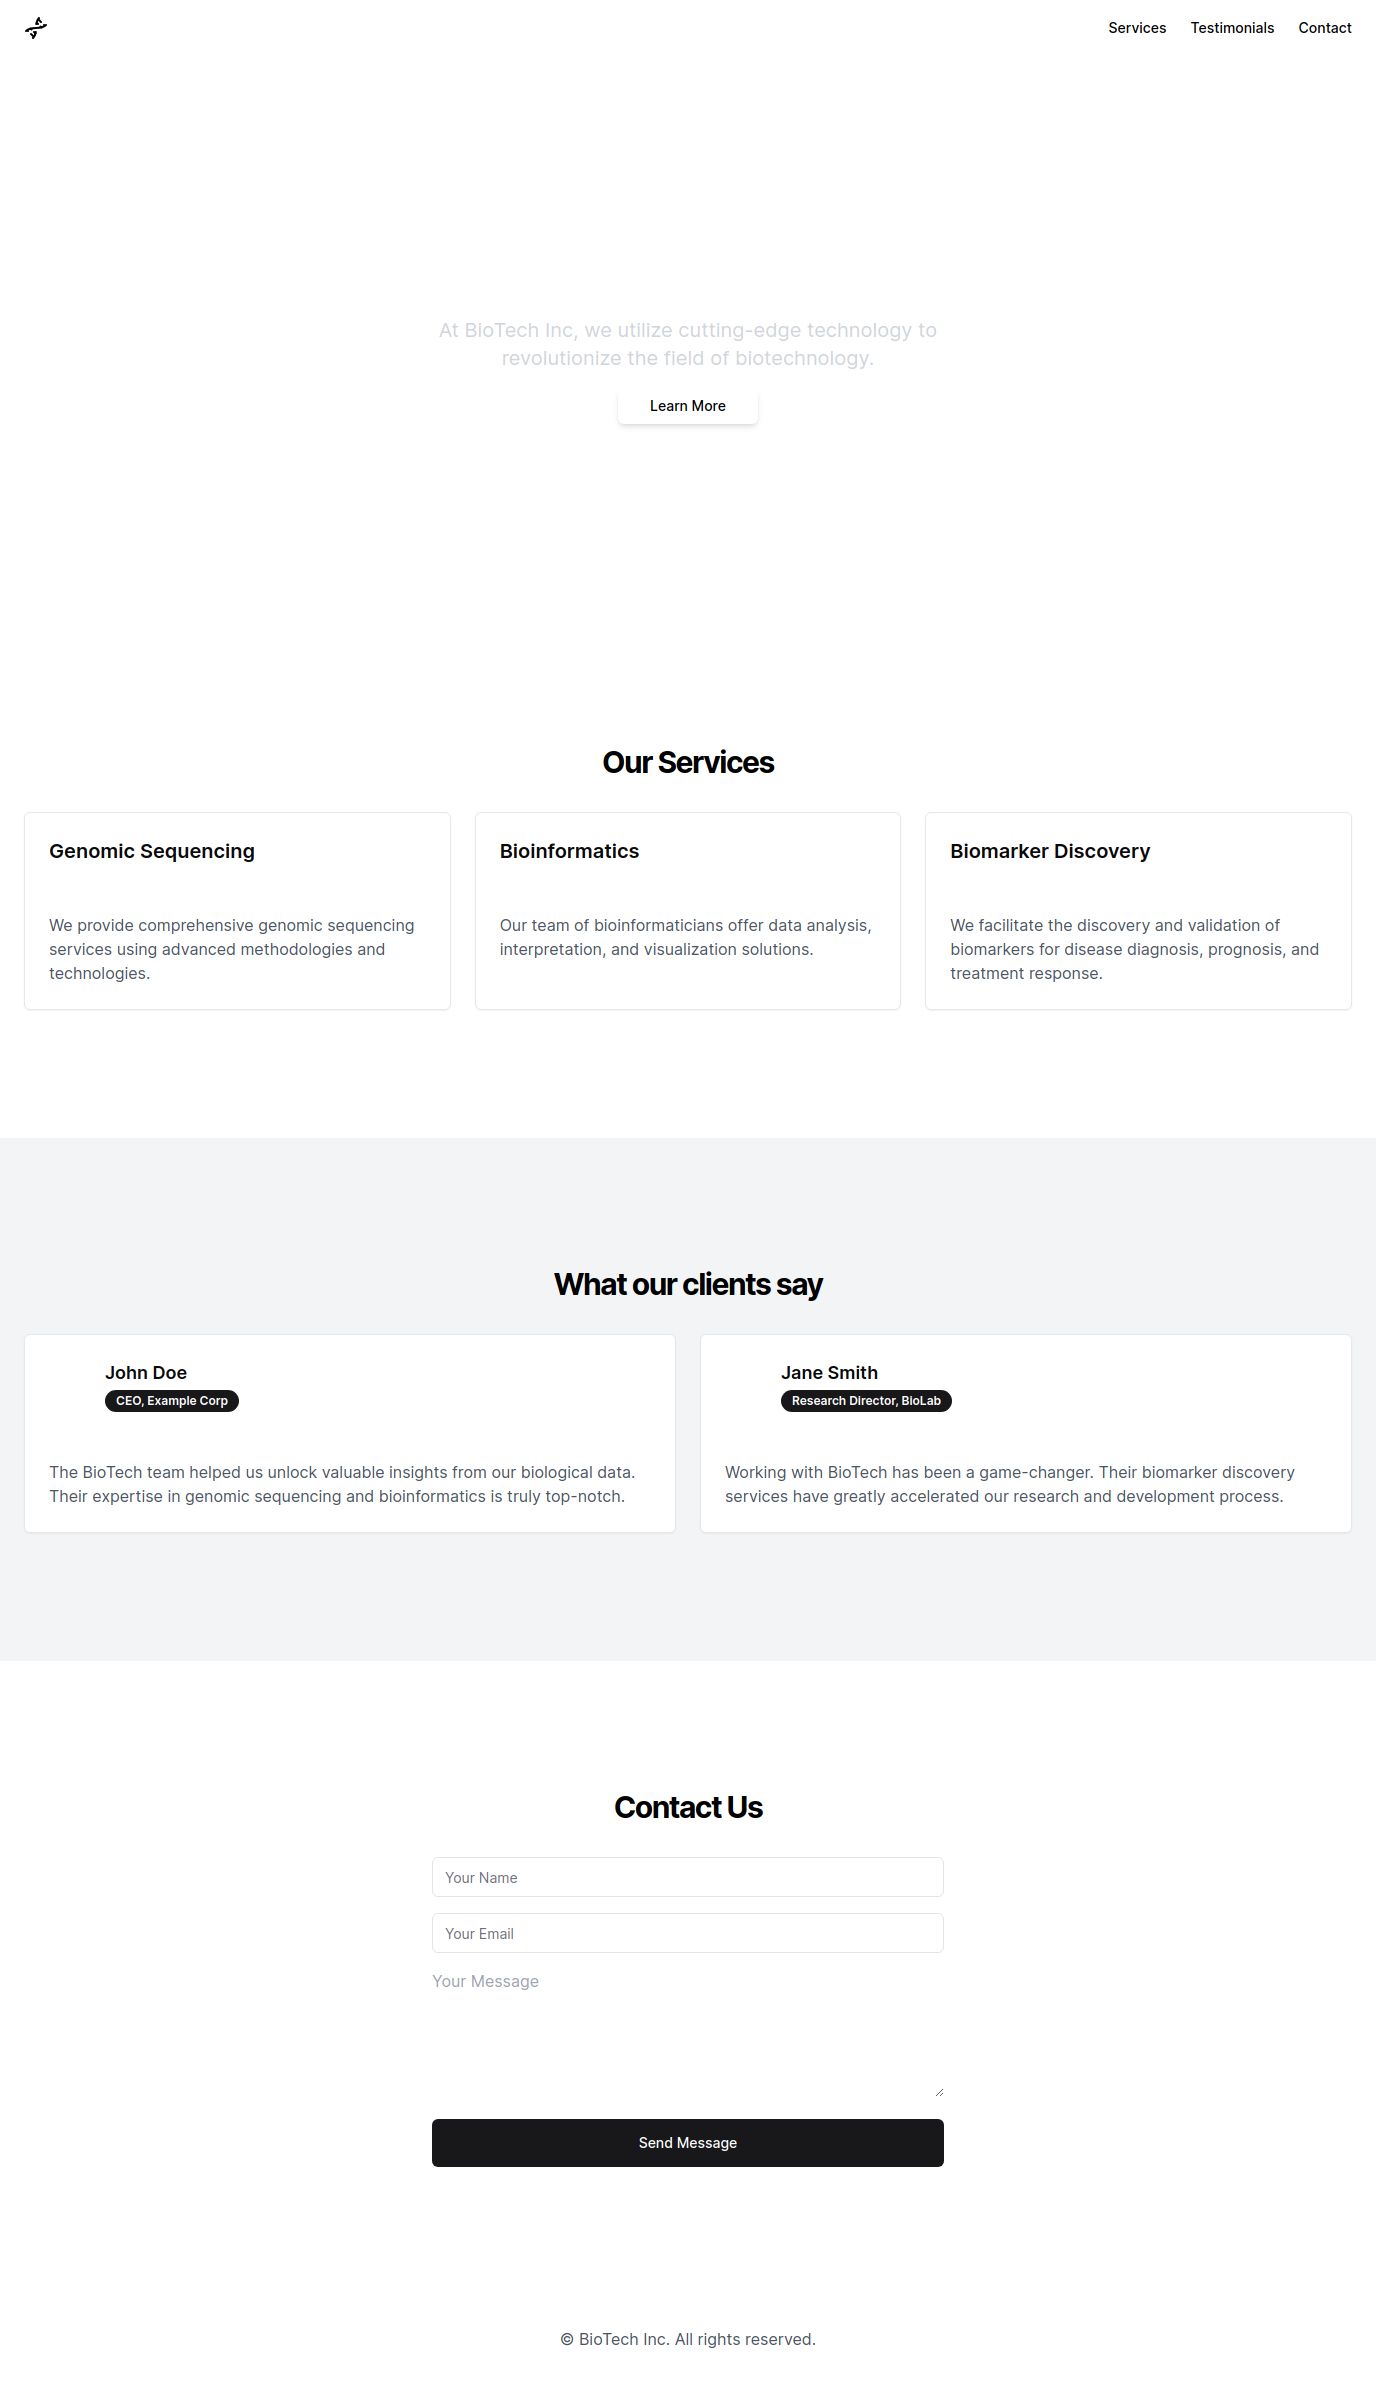 Services Testimonials Contact
At BioTech Inc, we utilize cutting-edge technology to
revolutionize the field of biotechnology.
Learn More
Our Services
Genomic Sequencing
We provide comprehensive genomic sequencing
services using advanced methodologies and
technologies.
Bioinformatics
Our team of bioinformaticians offer data analysis,
interpretation, and visualization solutions.
Biomarker Discovery
We facilitate the discovery and validation of
biomarkers for disease diagnosis, prognosis, and
treatment response.
What our clients say
John Doe
CEO, Example Corp
The BioTech team helped us unlock valuable insights from our biological data.
Their expertise in genomic sequencing and bioinformatics is truly top-notch.
Jane Smith
Research Director, BioLab
Working with BioTech has been a game-changer. Their biomarker discovery
services have greatly accelerated our research and development process.
Contact Us
Your Name
Your Email
Your Message
Send Message
© BioTech Inc. All rights reserved.